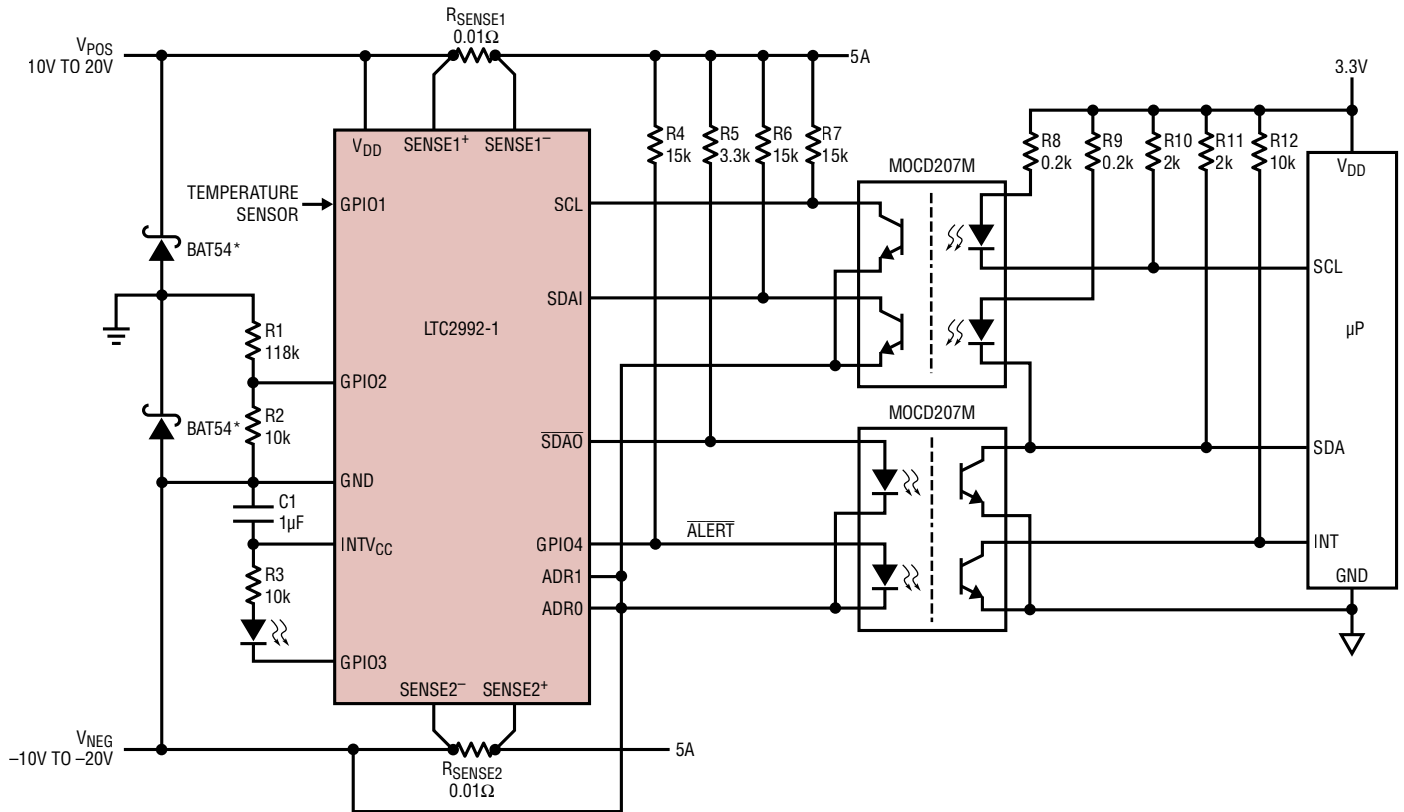 RSENSE1
0.01Ω
VPOS
10V TO 20V
5A
3.3V
VDD
SENSE1+
SENSE1–
R4
15k
R5
3.3k
R6
15k
R7
15k
MOCD207M
R8
0.2k
R9
0.2k
R10
2k
R11
2k
R12
10k
VDD
TEMPERATURE
SENSOR
GPIO1
SCL
BAT54*
SCL
SDAI
R1
118k
LTC2992-1
µP
GPIO2
R2
10k
BAT54*
MOCD207M
SDAO
SDA
GND
C1
1µF
INTVCC
GPIO4
ALERT
INT
R3
10k
ADR1
GND
ADR0
GPIO3
SENSE2–
SENSE2+
VNEG
–10V TO –20V
5A
RSENSE2
0.01Ω